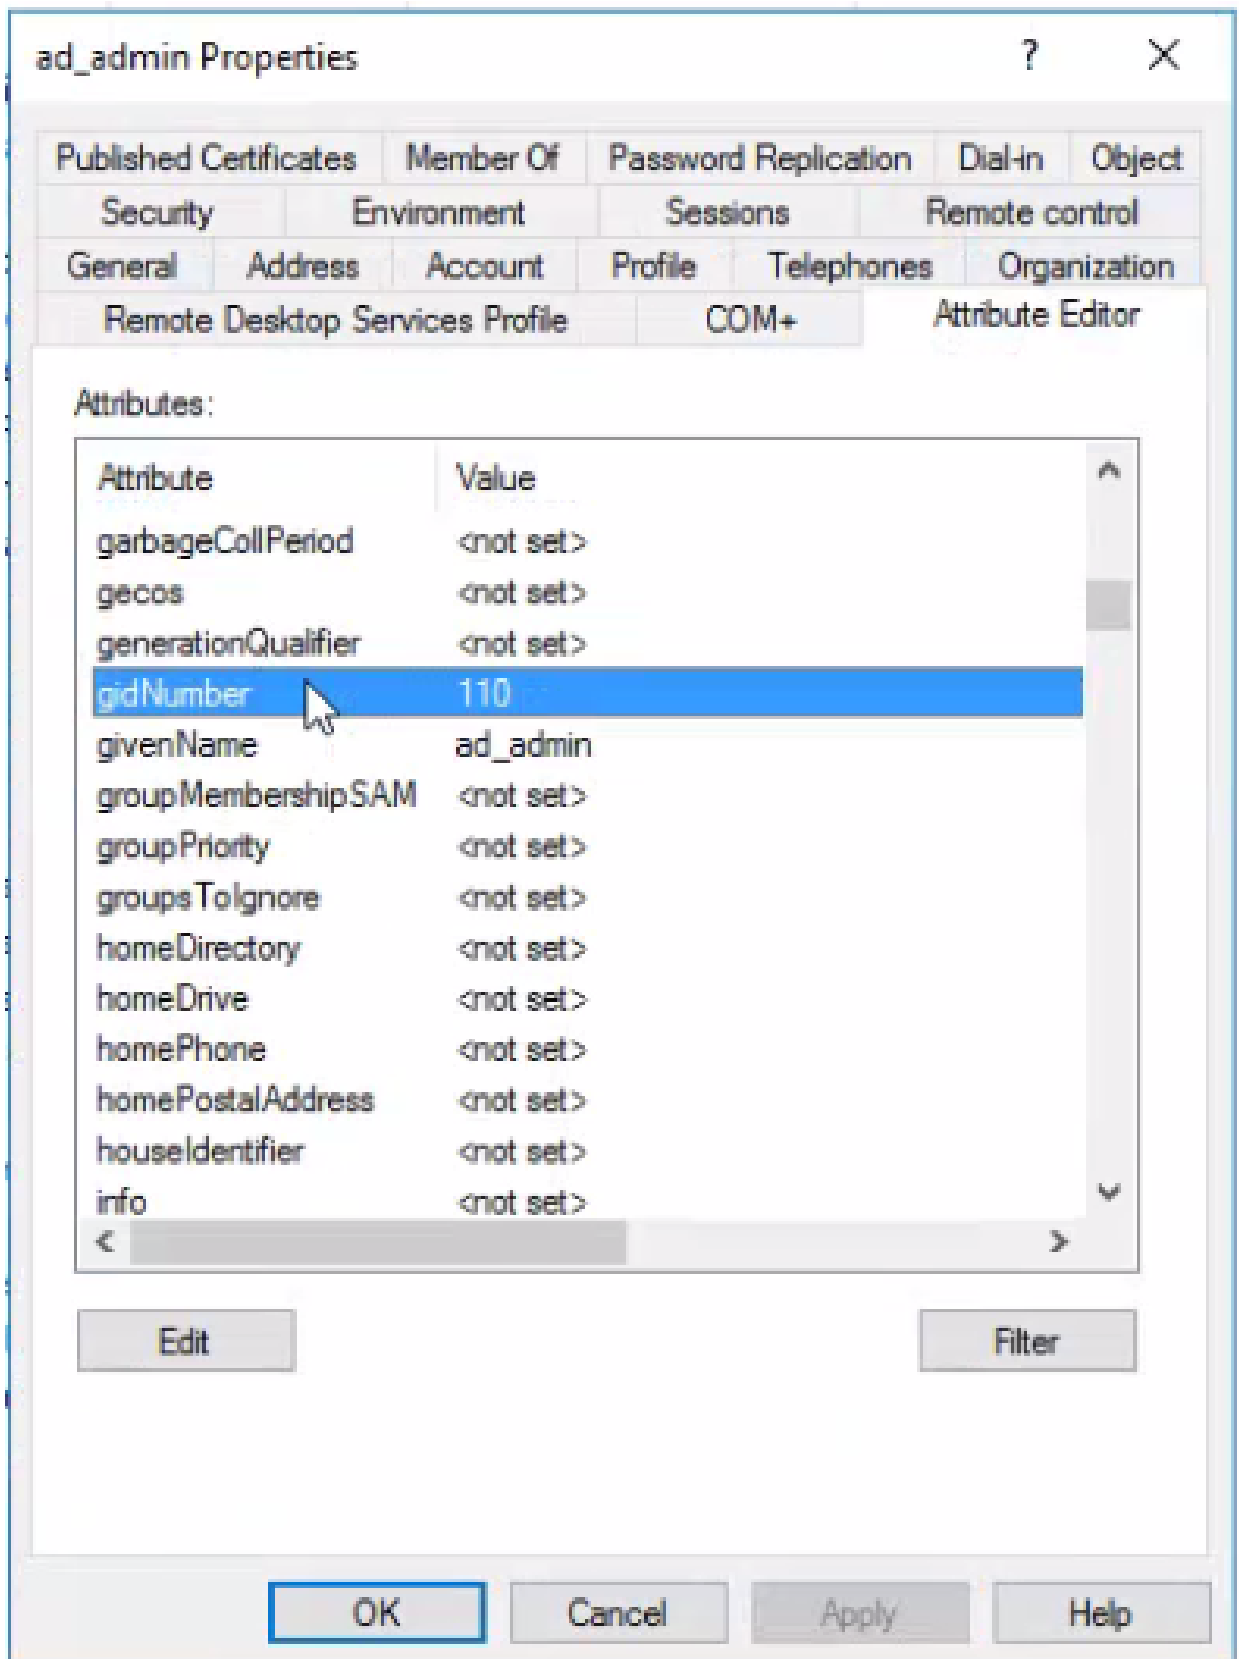 ad_admin Properties ?
Published Certificates Member Of Password Replication Dial-in Object
Security Environment Sessions Remote control
General Address Account Profile Telephones Organization
Remote Desktop Services Profile COM+ Attribute Editor
Attributes:
Attribute Value
garbageCollPeriod <not set>
gecos <not set>
generationQualifier <not set>
gidNumber 110
givenName ad_admin
groupMembershipSAM <not set>
groupPriority <not set>
groupsToIgnore <not set>
homeDirectory <not set>
homeDrive <not set>
homePhone <not set>
homePostalAddress <not set>
houseIdentifier <not set>
info <not set>
Edit Filter
OK Cancel Apply Help